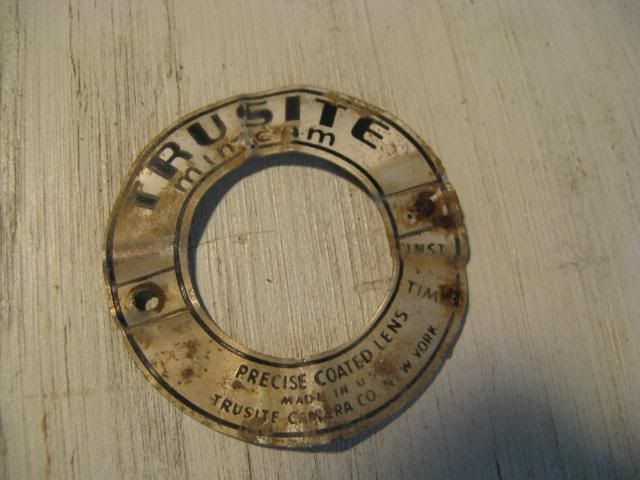 TRUSITE
minicam
INST.
TIME
PRECISE COATED LENS
MADE IN U.S.
TRUSITE CAMERA CO. NEW YORK